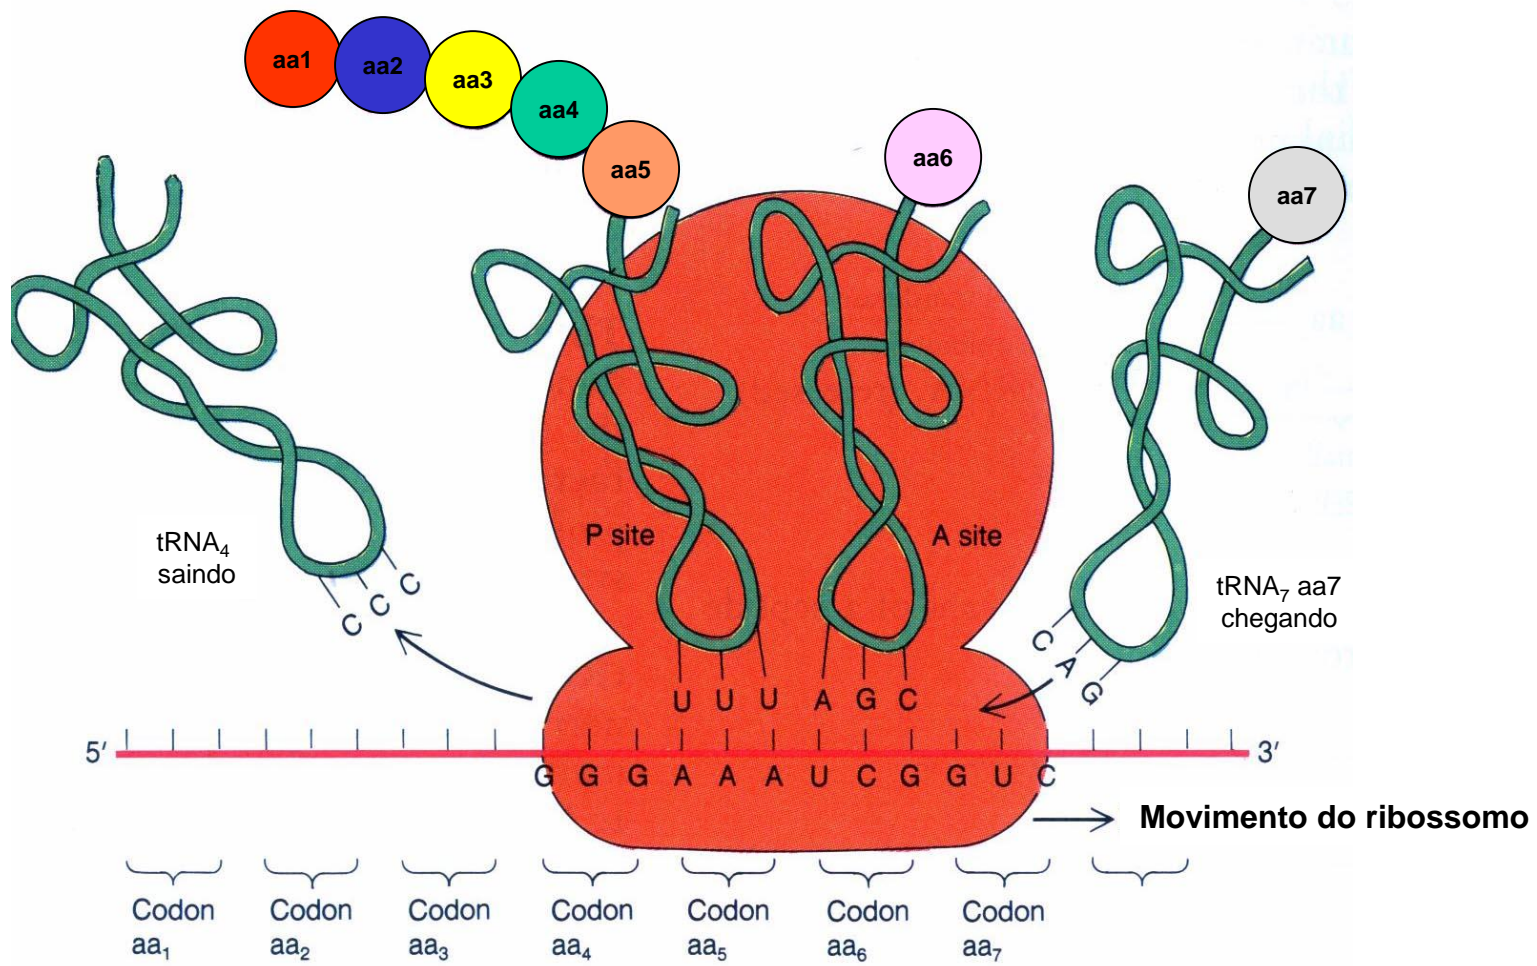 aa1
aa2
aa3
aa4
aa5
aa6
aa7
P site
A site
tRNA₄
saindo
C C C
tRNA₇ aa7
chegando
C A G
U U U A G C
5′
3′
G G G A A A U C G G U C
Movimento do ribossomo
Codon
aa₁
Codon
aa₂
Codon
aa₃
Codon
aa₄
Codon
aa₅
Codon
aa₆
Codon
aa₇